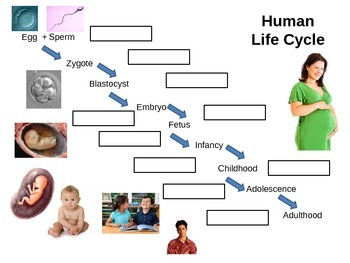 Human
Life Cycle
Egg + Sperm
Zygote
Blastocyst
Embryo
Fetus
Infancy
Childhood
Adolescence
Adulthood